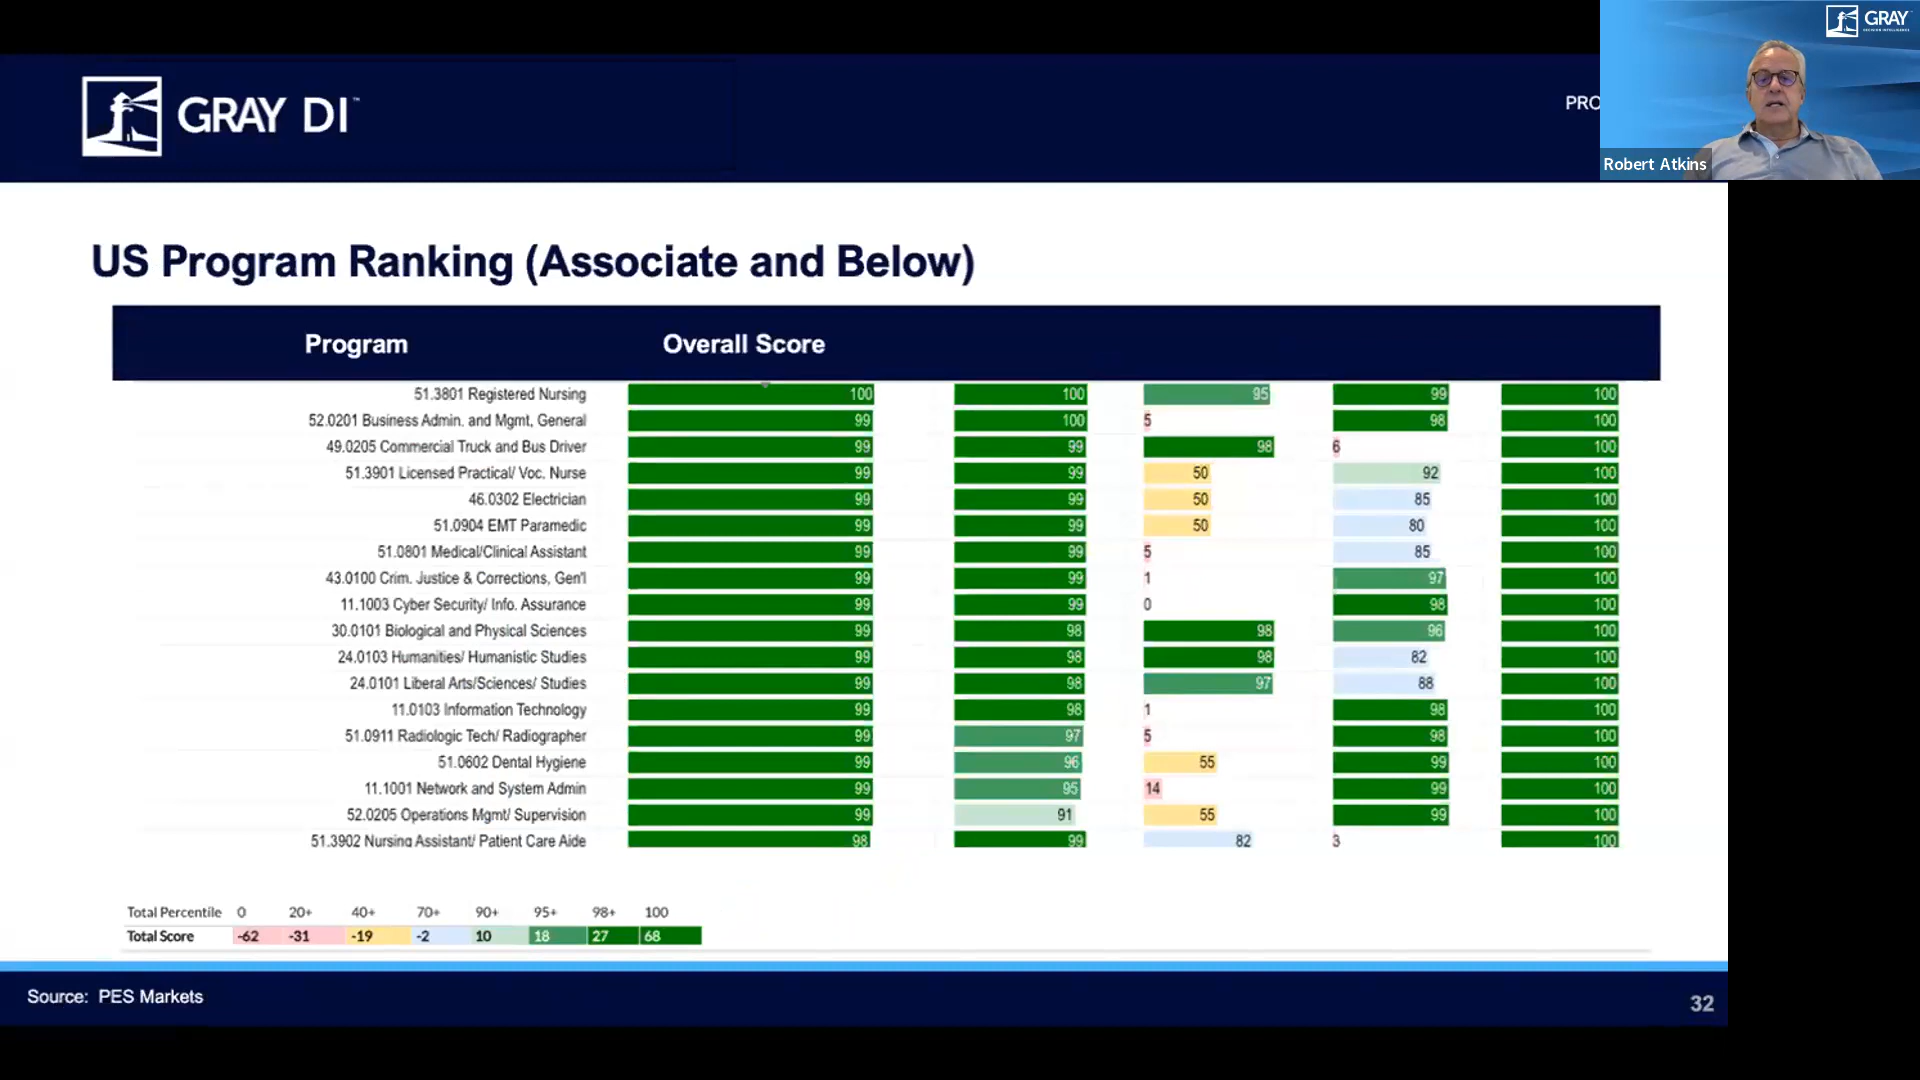 GRAY
GRAY DI™
PRO
Robert Atkins
US Program Ranking (Associate and Below)
Program Overall Score
51.3801 Registered Nursing 100 100 95 99 100
52.0201 Business Admin. and Mgmt, General 99 100 5 98 100
49.0205 Commercial Truck and Bus Driver 99 99 98 6 100
51.3901 Licensed Practical/ Voc. Nurse 99 99 50 92 100
46.0302 Electrician 99 99 50 85 100
51.0904 EMT Paramedic 99 99 50 80 100
51.0801 Medical/Clinical Assistant 99 99 5 85 100
43.0100 Crim. Justice & Corrections, Gen'l 99 99 1 97 100
11.1003 Cyber Security/ Info. Assurance 99 99 0 98 100
30.0101 Biological and Physical Sciences 99 98 98 96 100
24.0103 Humanities/ Humanistic Studies 99 98 98 82 100
24.0101 Liberal Arts/Sciences/ Studies 99 98 97 88 100
11.0103 Information Technology 99 98 1 98 100
51.0911 Radiologic Tech/ Radiographer 99 97 5 98 100
51.0602 Dental Hygiene 99 96 55 99 100
11.1001 Network and System Admin 99 95 14 99 100
52.0205 Operations Mgmt/ Supervision 99 91 55 99 100
51.3902 Nursing Assistant/ Patient Care Aide 98 99 82 3 100
Total Percentile 0 20+ 40+ 70+ 90+ 95+ 98+ 100
Total Score -62 -31 -19 -2 10 18 27 68
Source: PES Markets
32